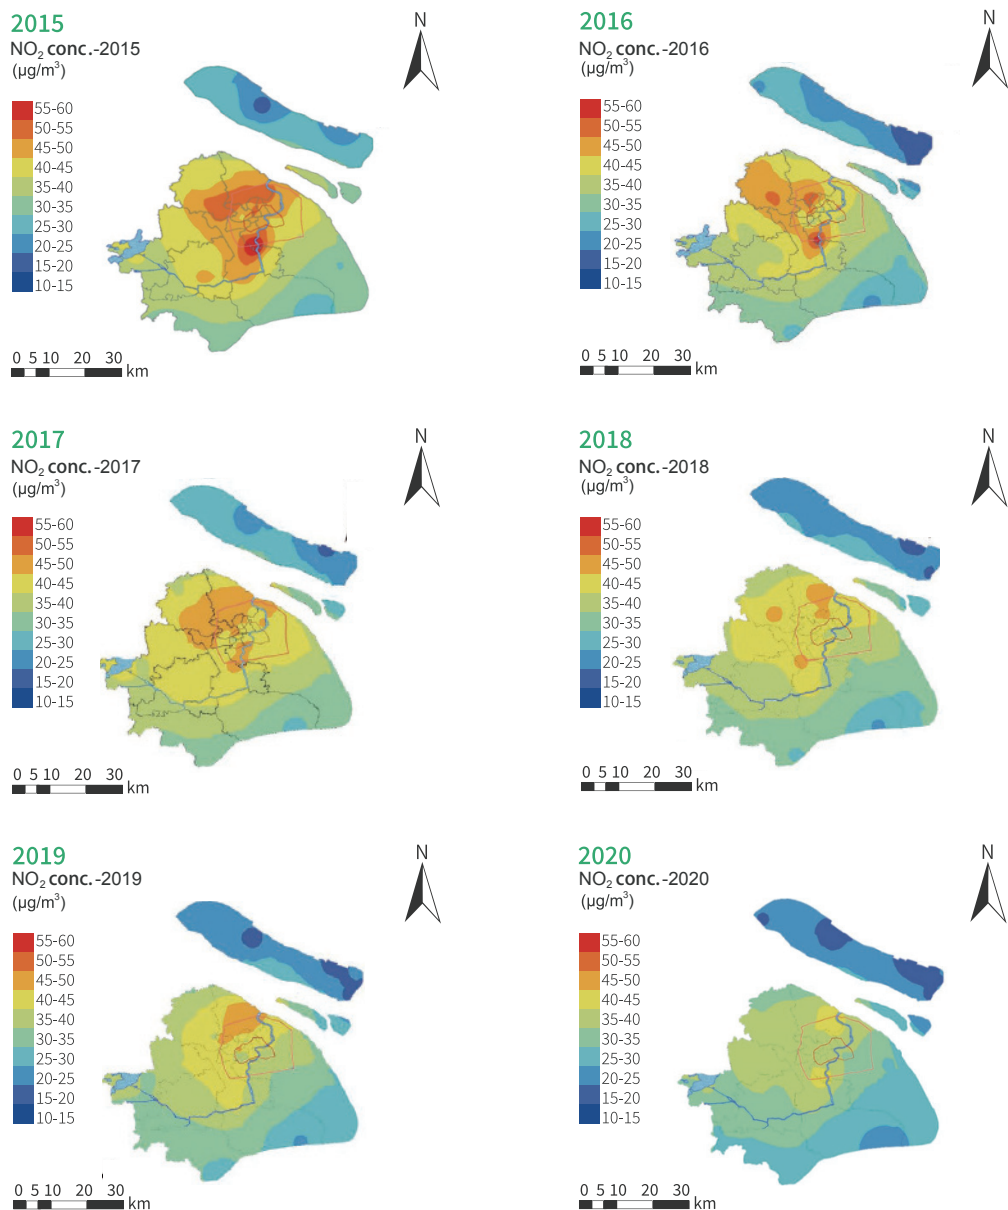 2015
NO₂ conc.-2015
(µg/m³)
N
55-60
50-55
45-50
40-45
35-40
30-35
25-30
20-25
15-20
10-15
0 5 10 20 30
km
2016
NO₂ conc.-2016
(µg/m³)
N
55-60
50-55
45-50
40-45
35-40
30-35
25-30
20-25
15-20
10-15
0 5 10 20 30
km
2017
NO₂ conc.-2017
(µg/m³)
N
55-60
50-55
45-50
40-45
35-40
30-35
25-30
20-25
15-20
10-15
0 5 10 20 30
km
2018
NO₂ conc.-2018
(µg/m³)
N
55-60
50-55
45-50
40-45
35-40
30-35
25-30
20-25
15-20
10-15
0 5 10 20 30
km
2019
NO₂ conc.-2019
(µg/m³)
N
55-60
50-55
45-50
40-45
35-40
30-35
25-30
20-25
15-20
10-15
0 5 10 20 30
km
2020
NO₂ conc.-2020
(µg/m³)
N
55-60
50-55
45-50
40-45
35-40
30-35
25-30
20-25
15-20
10-15
0 5 10 20 30
km